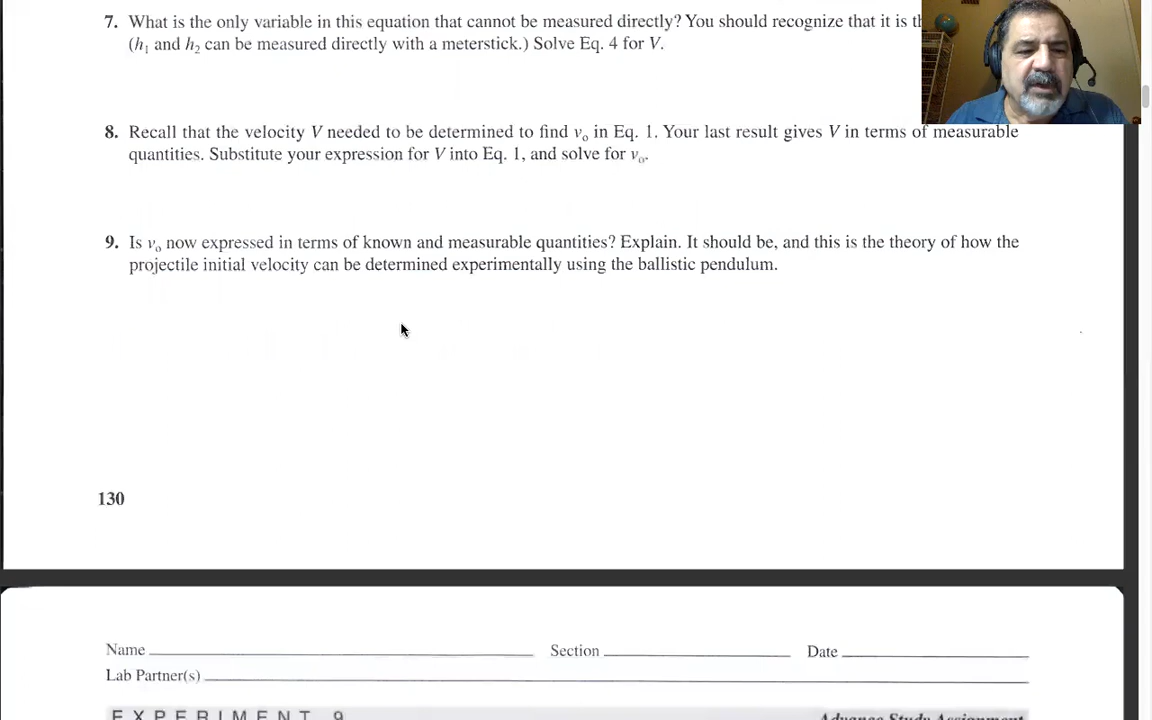 7. What is the only variable in this equation that cannot be measured directly? You should recognize that it is
(h₁ and h₂ can be measured directly with a meterstick.) Solve Eq. 4 for V.
8. Recall that the velocity V needed to be determined to find vₒ in Eq. 1. Your last result gives V in terms of measurable
quantities. Substitute your expression for V into Eq. 1, and solve for vₒ.
9. Is vₒ now expressed in terms of known and measurable quantities? Explain. It should be, and this is the theory of how the
projectile initial velocity can be determined experimentally using the ballistic pendulum.
130
Name Section Date
Lab Partner(s)
EXPERIMENT 9 Advance Study Assignment